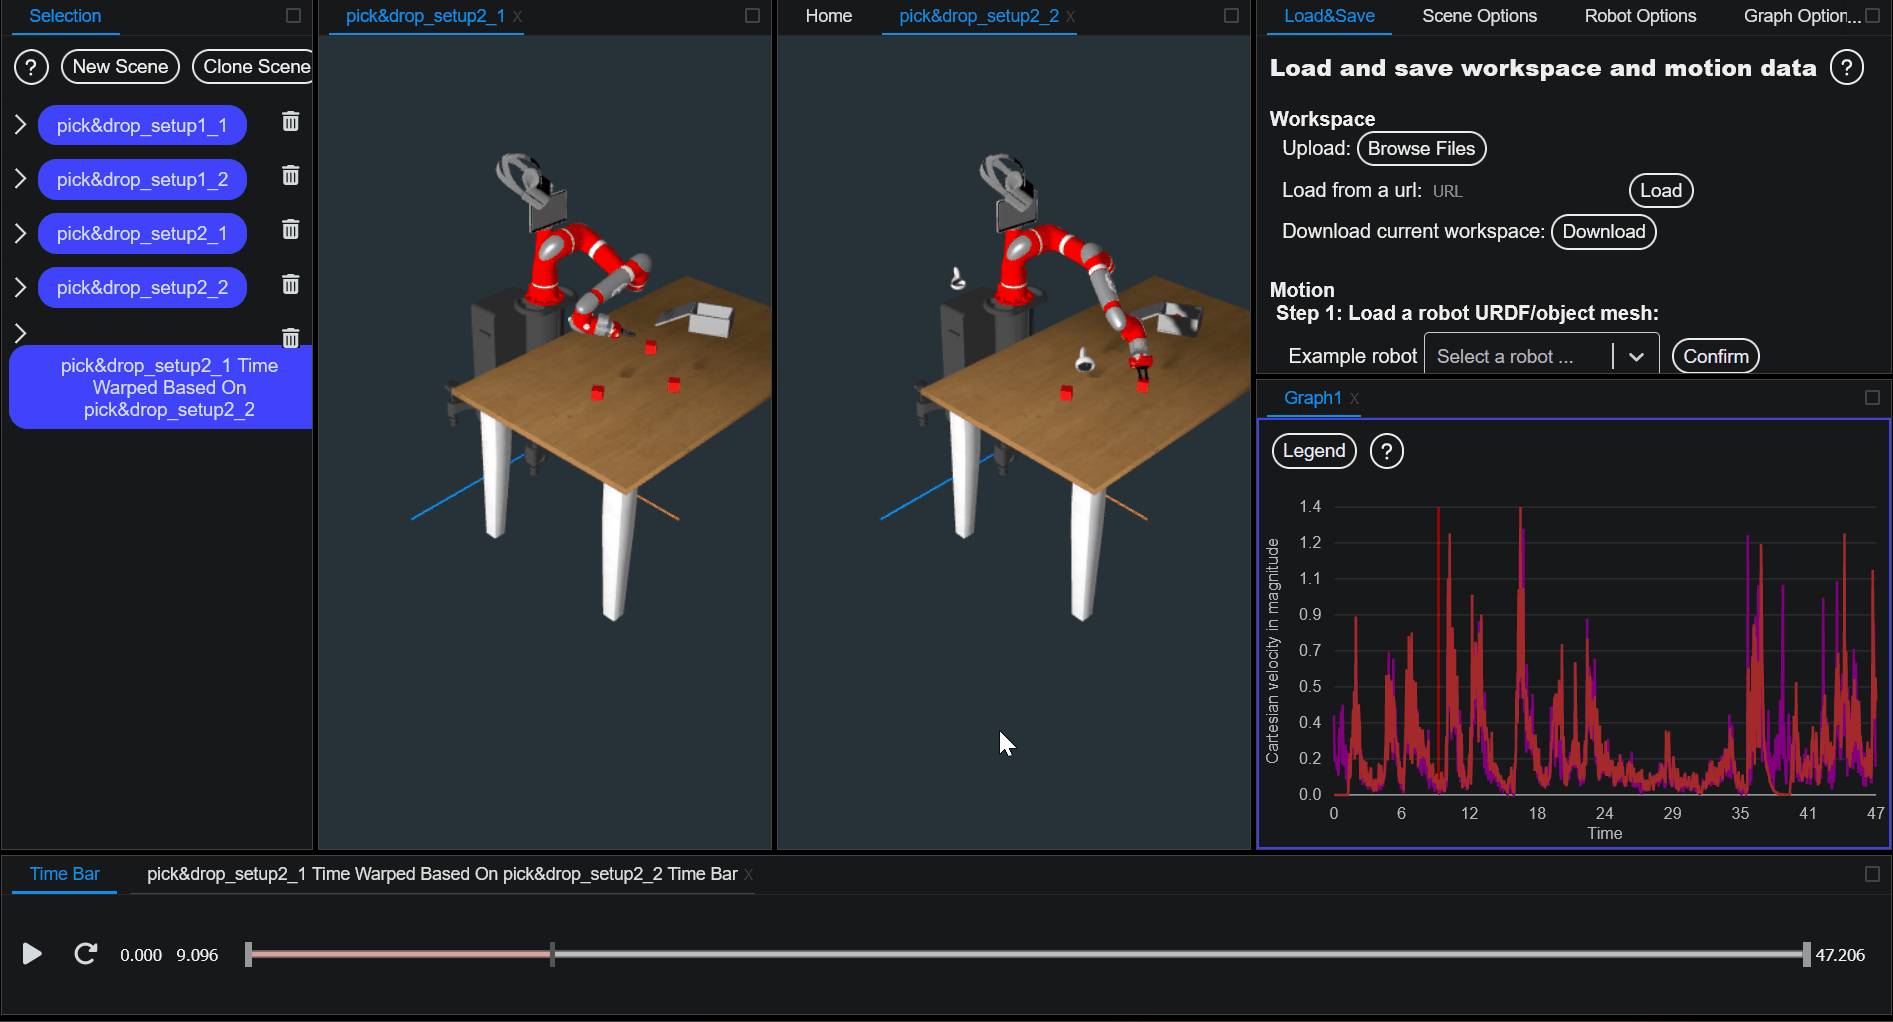 Selection
? New Scene Clone Scene
pick&drop_setup1_1
pick&drop_setup1_2
pick&drop_setup2_1
pick&drop_setup2_2
pick&drop_setup2_1 Time
Warped Based On
pick&drop_setup2_2
pick&drop_setup2_1 X
Home pick&drop_setup2_2 X
Load&Save Scene Options Robot Options Graph Option...
Load and save workspace and motion data ?
Workspace
Upload: Browse Files
Load from a url: URL Load
Download current workspace: Download
Motion
Step 1: Load a robot URDF/object mesh:
Example robot Select a robot ... Confirm
Graph1 X
Legend ?
Cartesian velocity in magnitude
1.4
1.2
1.1
0.9
0.7
0.5
0.4
0.2
0.0
0 6 12 18 24 29 35 41 47
Time
Time Bar pick&drop_setup2_1 Time Warped Based On pick&drop_setup2_2 Time Bar X
0.000 9.096 47.206